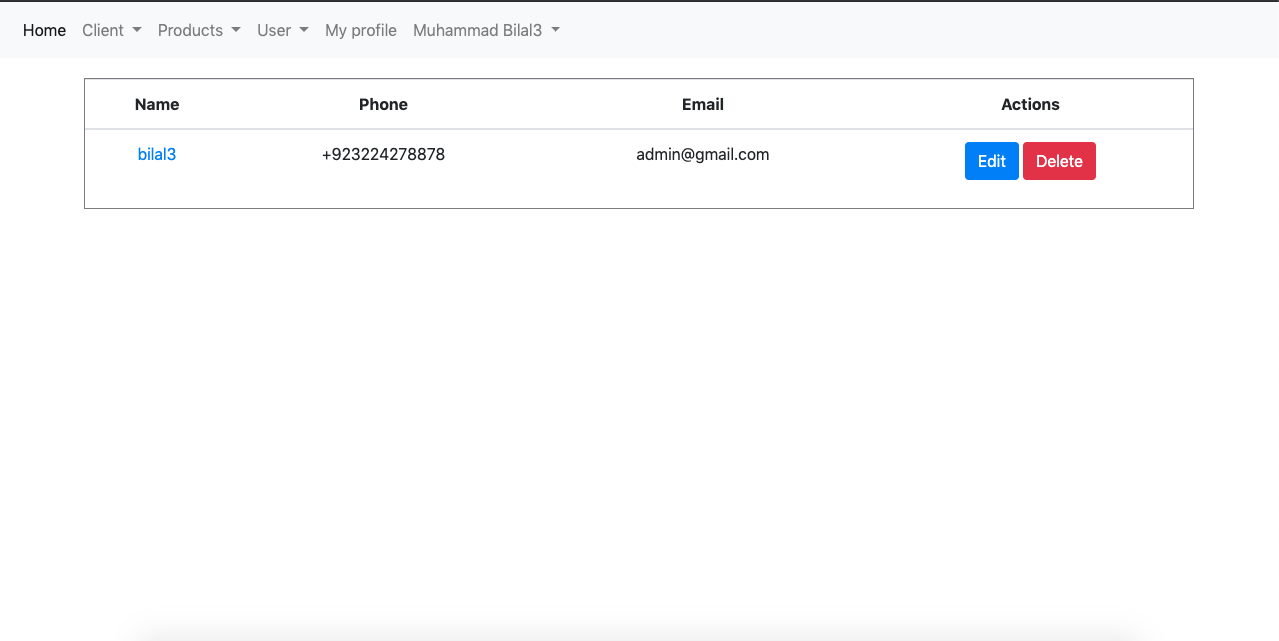 Home Client Products User My profile Muhammad Bilal3
Name Phone Email Actions
bilal3 +923224278878 admin@gmail.com Edit Delete